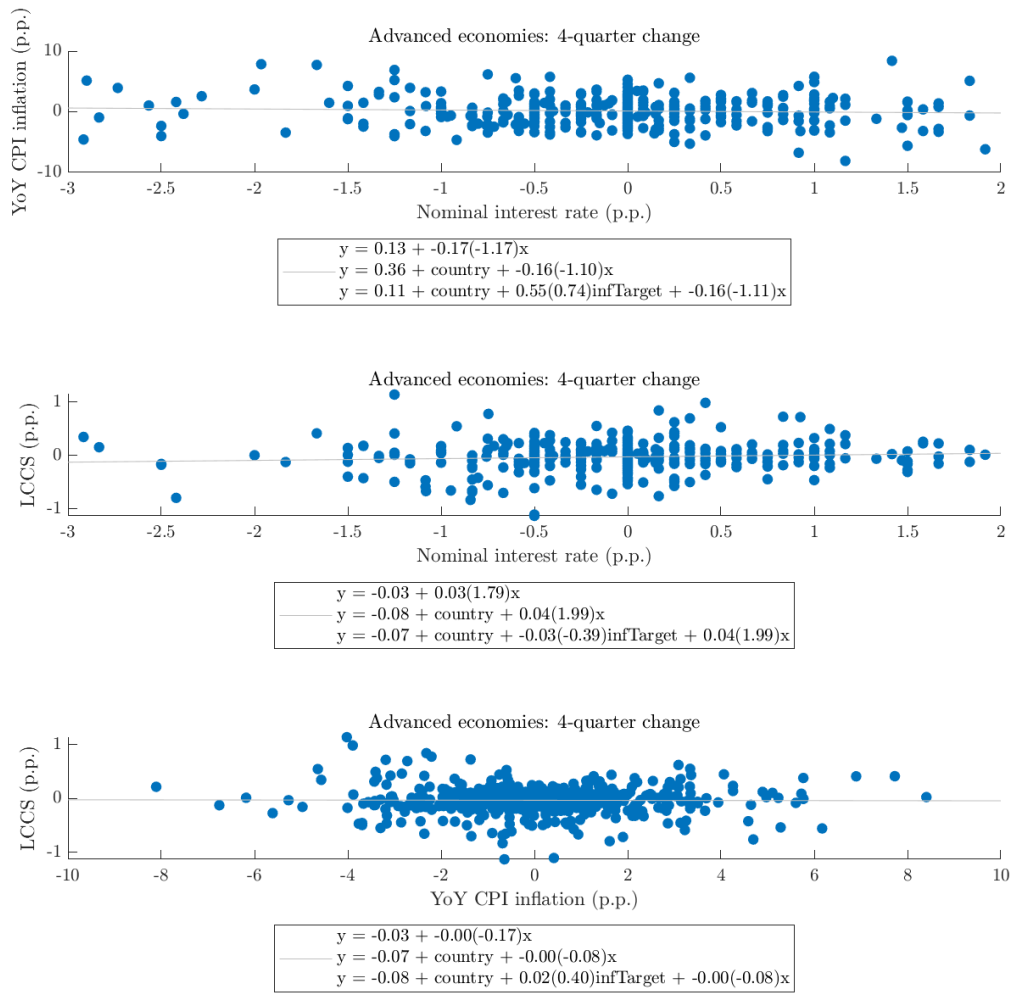 Advanced economies: 4-quarter change
YoY CPI inflation (p.p.)
10
0
-10
-3
-2.5
-2
-1.5
-1
-0.5
0
0.5
1
1.5
2
Nominal interest rate (p.p.)
y = 0.13 + -0.17(-1.17)x
y = 0.36 + country + -0.16(-1.10)x
y = 0.11 + country + 0.55(0.74)infTarget + -0.16(-1.11)x
Advanced economies: 4-quarter change
LCCS (p.p.)
1
0
-1
-3
-2.5
-2
-1.5
-1
-0.5
0
0.5
1
1.5
2
Nominal interest rate (p.p.)
y = -0.03 + 0.03(1.79)x
y = -0.08 + country + 0.04(1.99)x
y = -0.07 + country + -0.03(-0.39)infTarget + 0.04(1.99)x
Advanced economies: 4-quarter change
LCCS (p.p.)
1
0
-1
-10
-8
-6
-4
-2
0
2
4
6
8
10
YoY CPI inflation (p.p.)
y = -0.03 + -0.00(-0.17)x
y = -0.07 + country + -0.00(-0.08)x
y = -0.08 + country + 0.02(0.40)infTarget + -0.00(-0.08)x